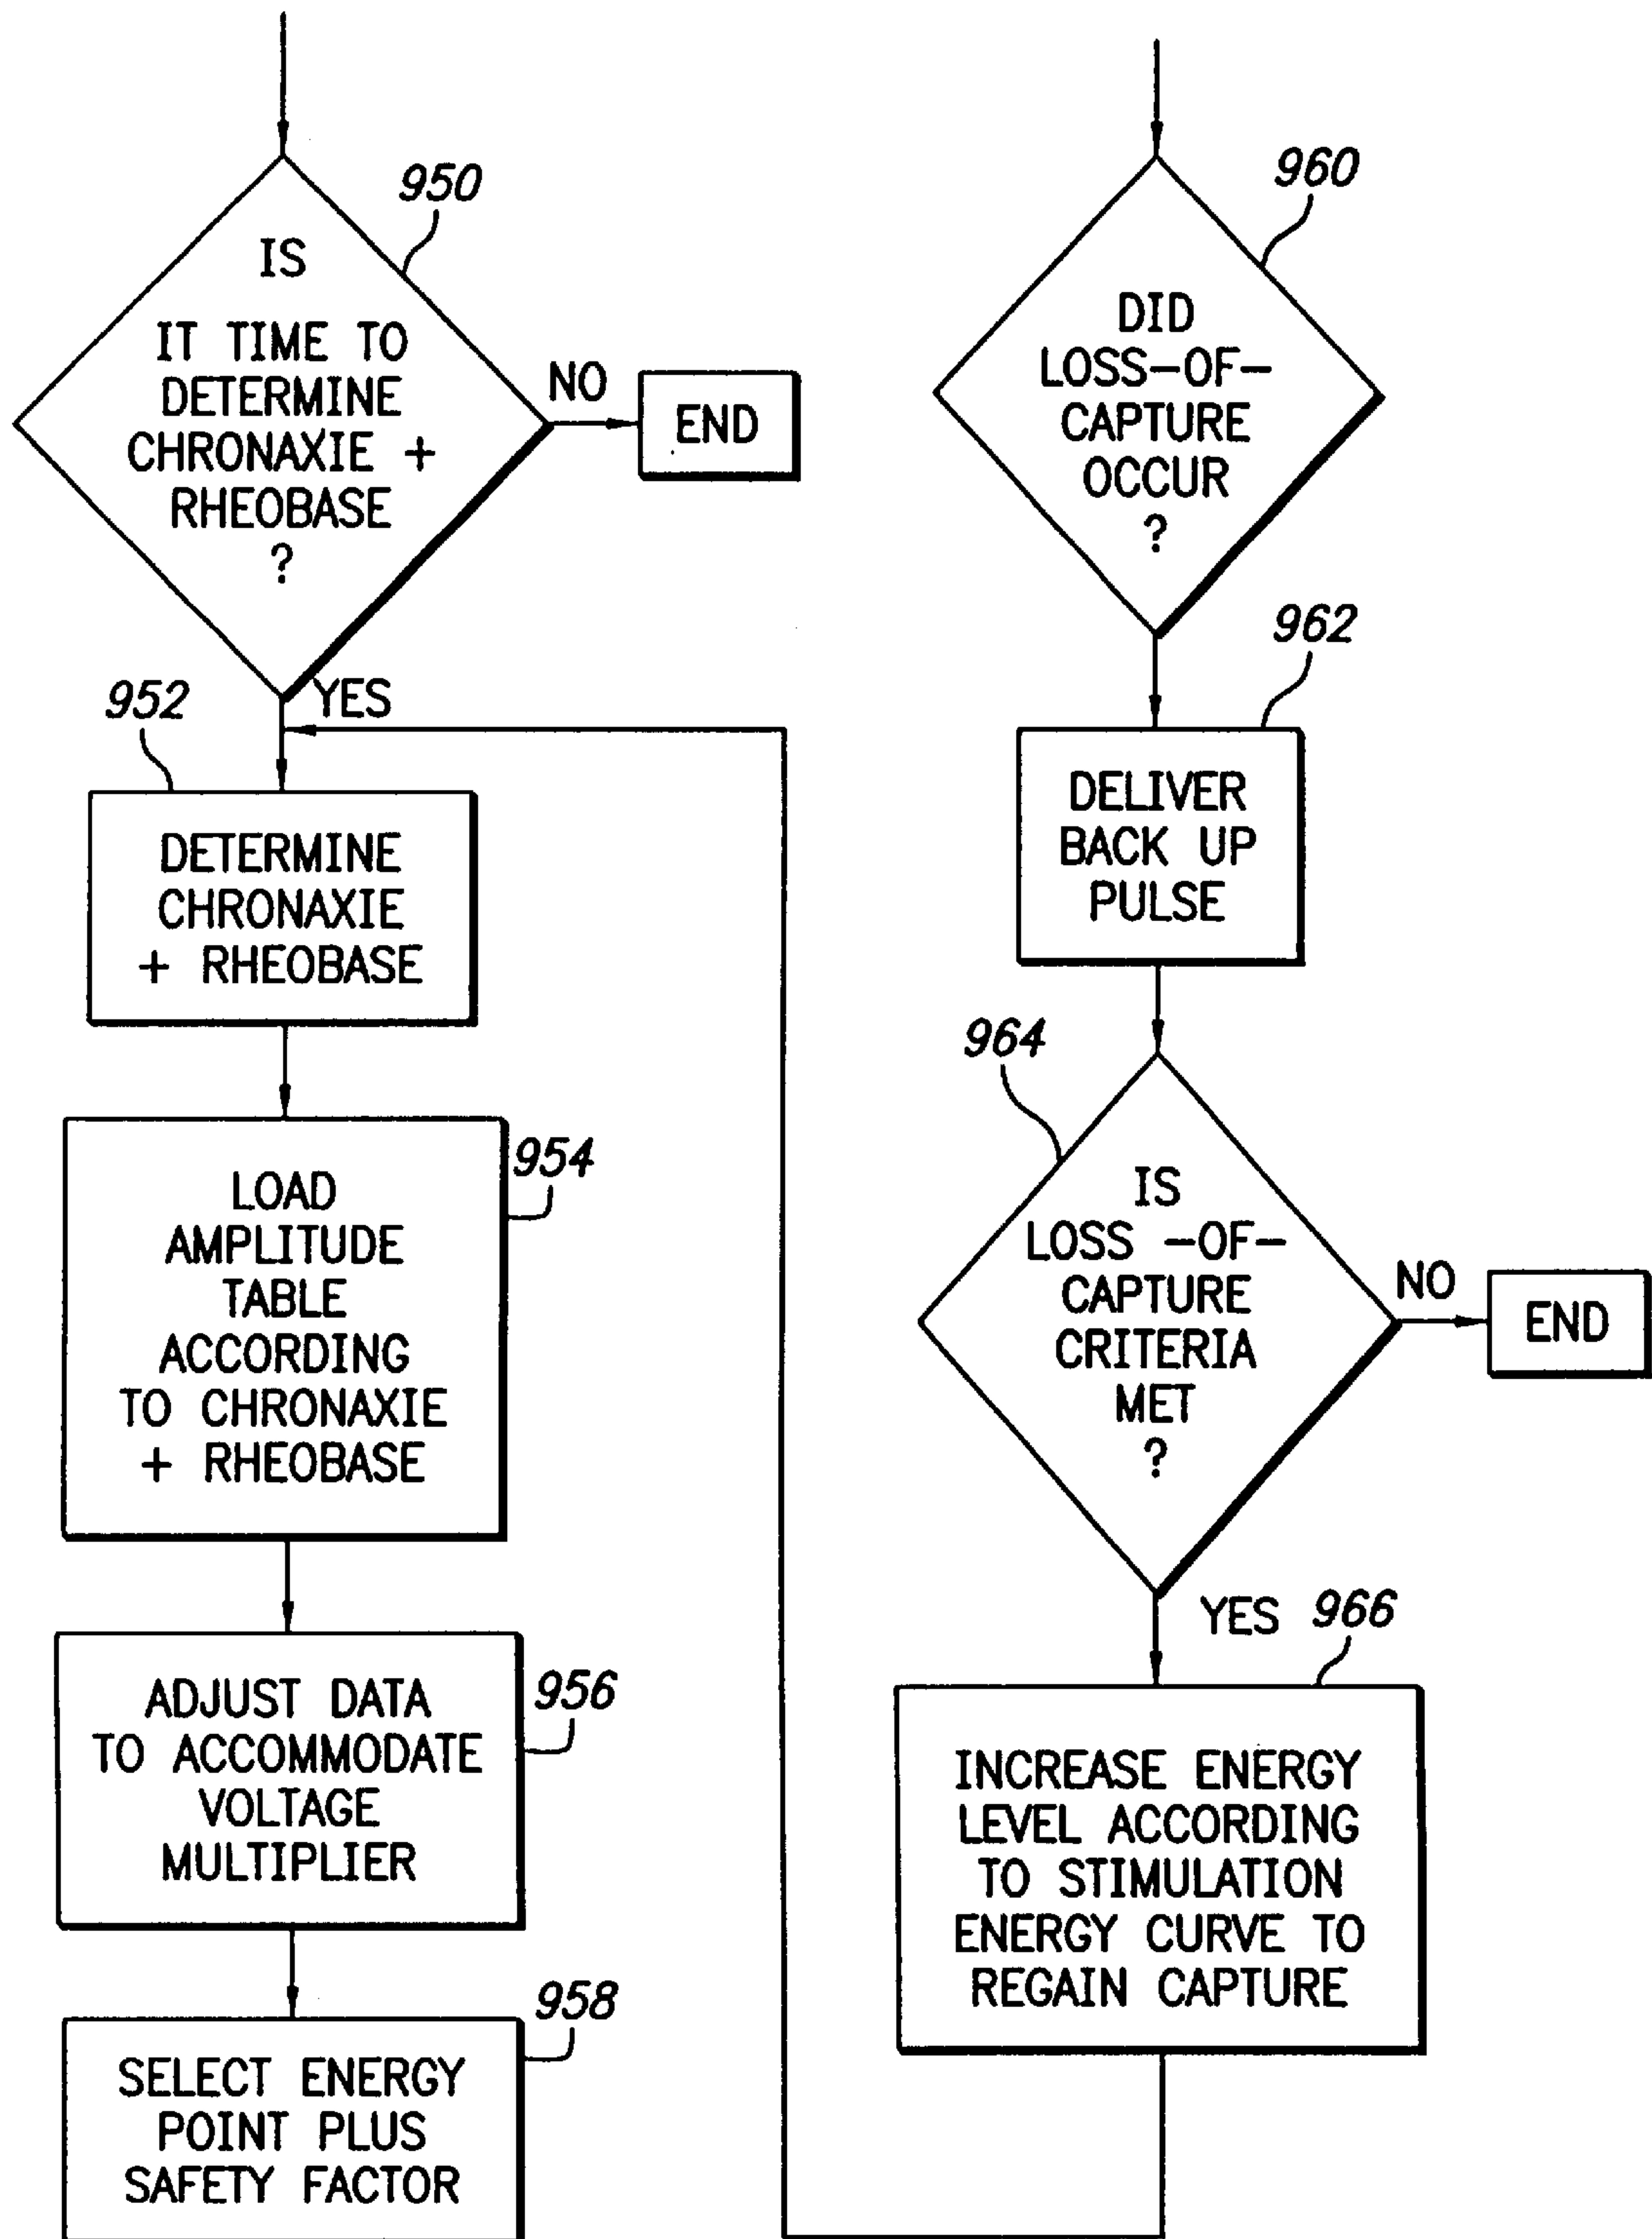 950
IS
IT TIME TO
DETERMINE
CHRONAXIE +
RHEOBASE
?
NO
END
YES
952
DETERMINE
CHRONAXIE
+ RHEOBASE
954
LOAD
AMPLITUDE
TABLE
ACCORDING
TO CHRONAXIE
+ RHEOBASE
956
ADJUST DATA
TO ACCOMMODATE
VOLTAGE
MULTIPLIER
958
SELECT ENERGY
POINT PLUS
SAFETY FACTOR
960
DID
LOSS-OF-
CAPTURE
OCCUR
?
962
DELIVER
BACK UP
PULSE
964
IS
LOSS -OF-
CAPTURE
CRITERIA
MET
?
NO
END
YES
966
INCREASE ENERGY
LEVEL ACCORDING
TO STIMULATION
ENERGY CURVE TO
REGAIN CAPTURE